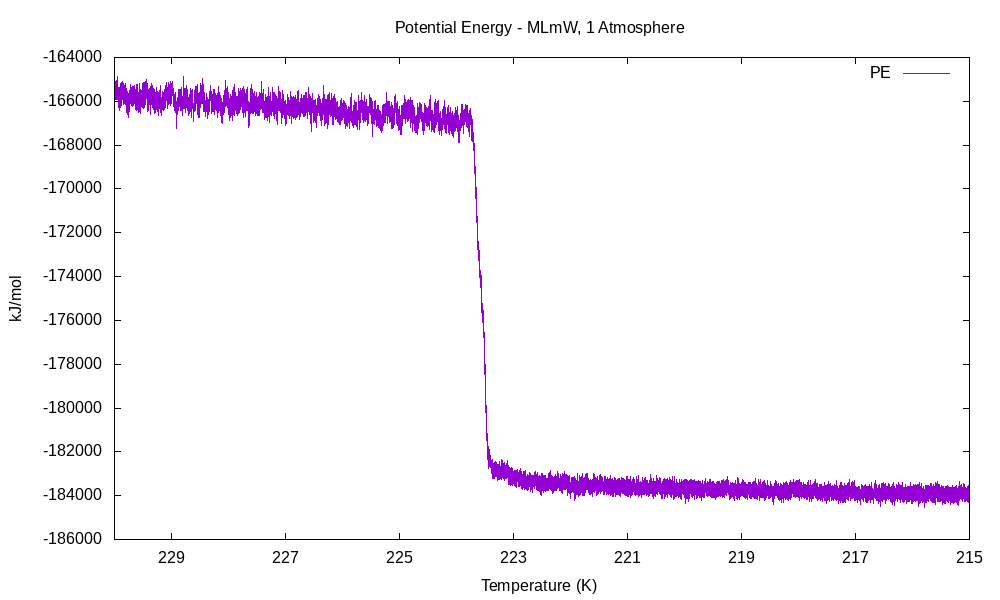 Potential Energy - MLmW, 1 Atmosphere
PE
-164000
-166000
-168000
-170000
-172000
-174000
-176000
-178000
-180000
-182000
-184000
-186000
kJ/mol
229 227 225 223 221 219 217 215
Temperature (K)